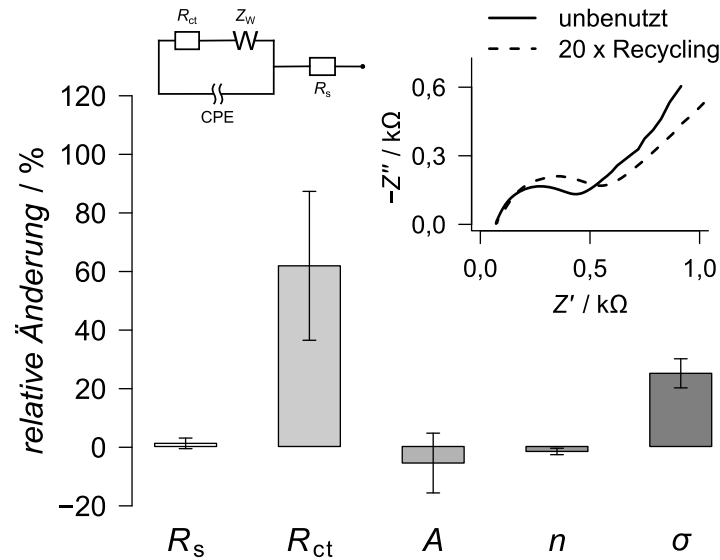 R_ct Z_W
CPE R_s
unbenutzt
20 x Recycling
−Z″ / kΩ
0,6
0,3
0,0
0,0 0,5 1,0
Z′ / kΩ
relative Änderung / %
120
100
80
60
40
20
0
−20
R_s R_ct A n σ